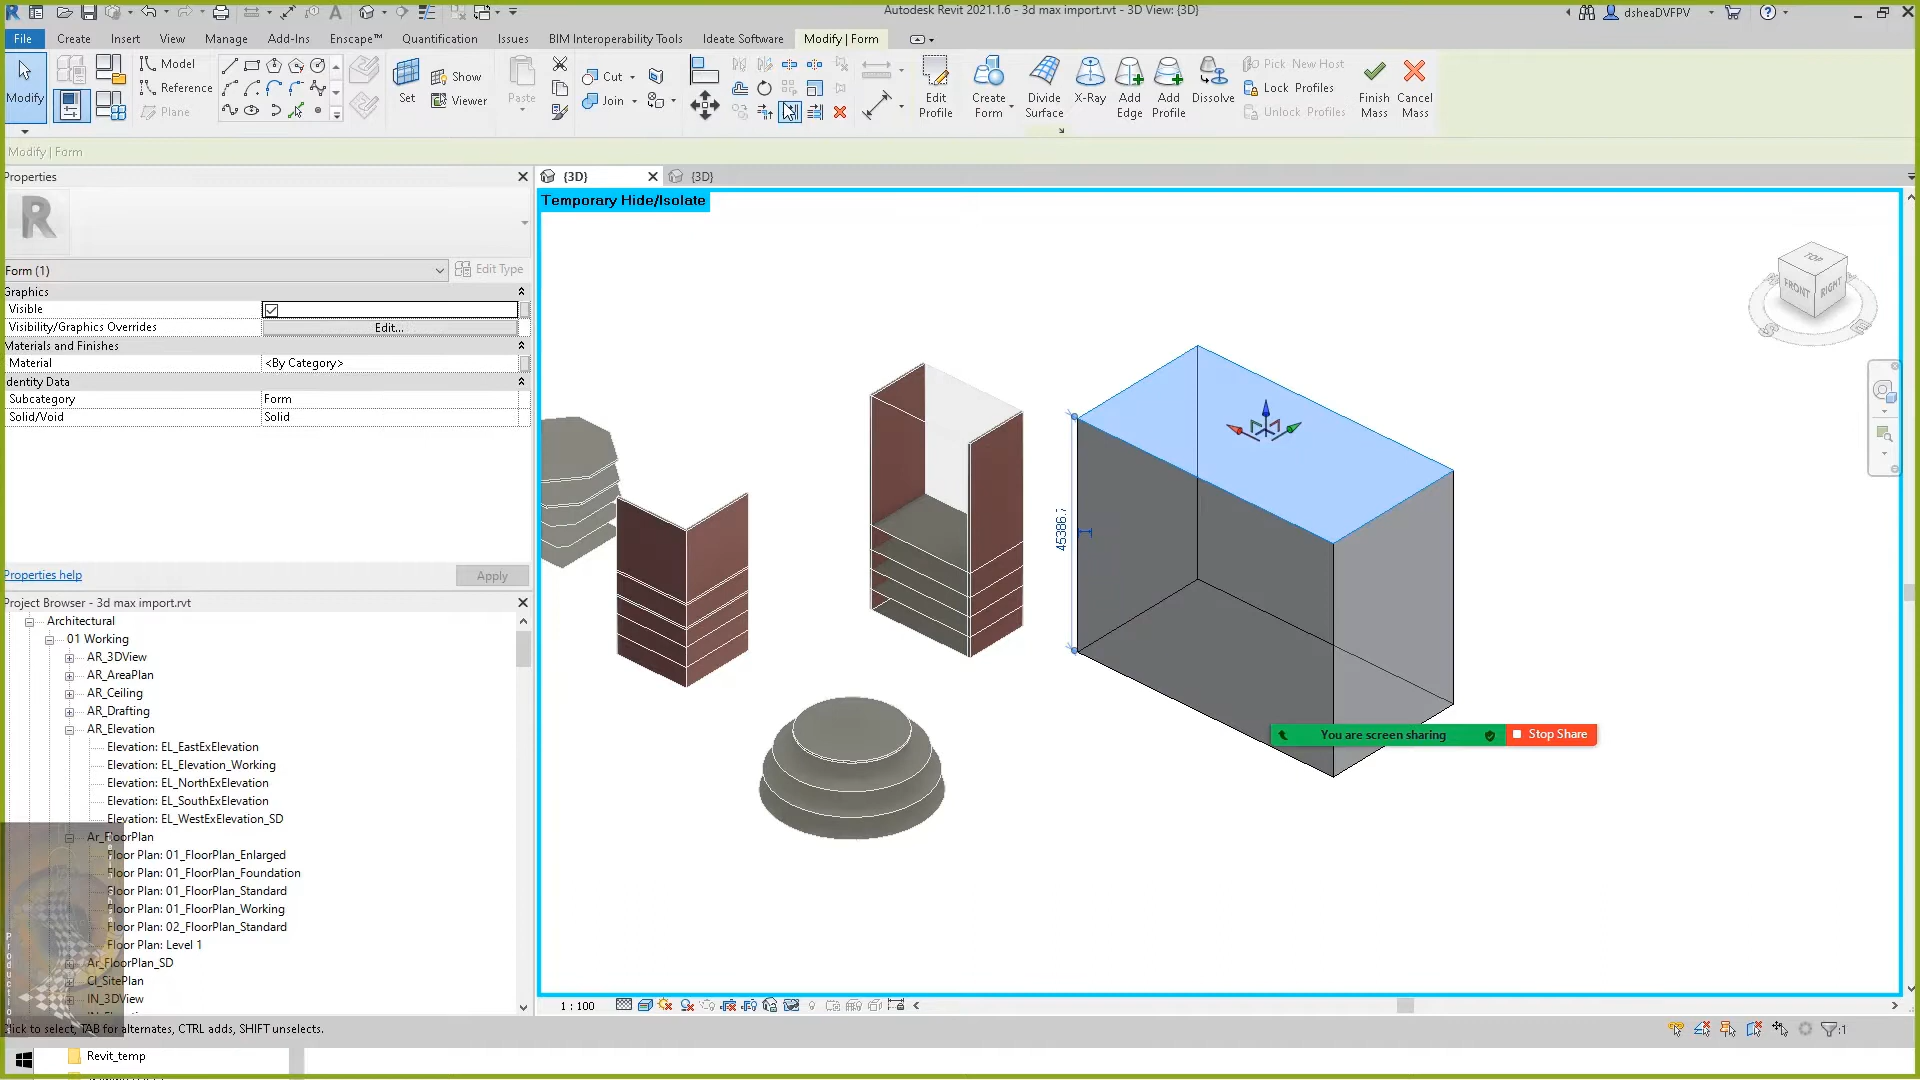 Autodesk Revit 2021.1.6 - 3d max import.rvt - 3D View: {3D}
dsheaDVFPV
File Create Insert View Manage Add-Ins Enscape™ Quantification Issues BIM Interoperability Tools Ideate Software Modify | Form
Modify
Model
Reference
Plane
Set
Show
Viewer
Paste
Cut
Join
Edit Profile
Create Form
Divide Surface
X-Ray
Add Edge
Add Profile
Dissolve
Pick New Host
Lock Profiles
Unlock Profiles
Finish Mass
Cancel Mass
Modify | Form
Properties
{3D}
{3D}
R
Temporary Hide/Isolate
Form (1)
Edit Type
Graphics
Visible
Visibility/Graphics Overrides Edit...
Materials and Finishes
Material <By Category>
dentity Data
Subcategory Form
Solid/Void Solid
TOP
FRONT
RIGHT
45386.7
Properties help
Apply
Project Browser - 3d max import.rvt
Architectural
01 Working
AR_3DView
AR_AreaPlan
AR_Ceiling
AR_Drafting
AR_Elevation
Elevation: EL_EastExElevation
Elevation: EL_Elevation_Working
Elevation: EL_NorthExElevation
Elevation: EL_SouthExElevation
Elevation: EL_WestExElevation_SD
Ar_FloorPlan
Floor Plan: 01_FloorPlan_Enlarged
Floor Plan: 01_FloorPlan_Foundation
Floor Plan: 01_FloorPlan_Standard
Floor Plan: 01_FloorPlan_Working
Floor Plan: 02_FloorPlan_Standard
Floor Plan: Level 1
Ar_FloorPlan_SD
CI_SitePlan
IN_3DView
You are screen sharing
Stop Share
1 : 100
Click to select, TAB for alternates, CTRL adds, SHIFT unselects.
:1
Revit_temp